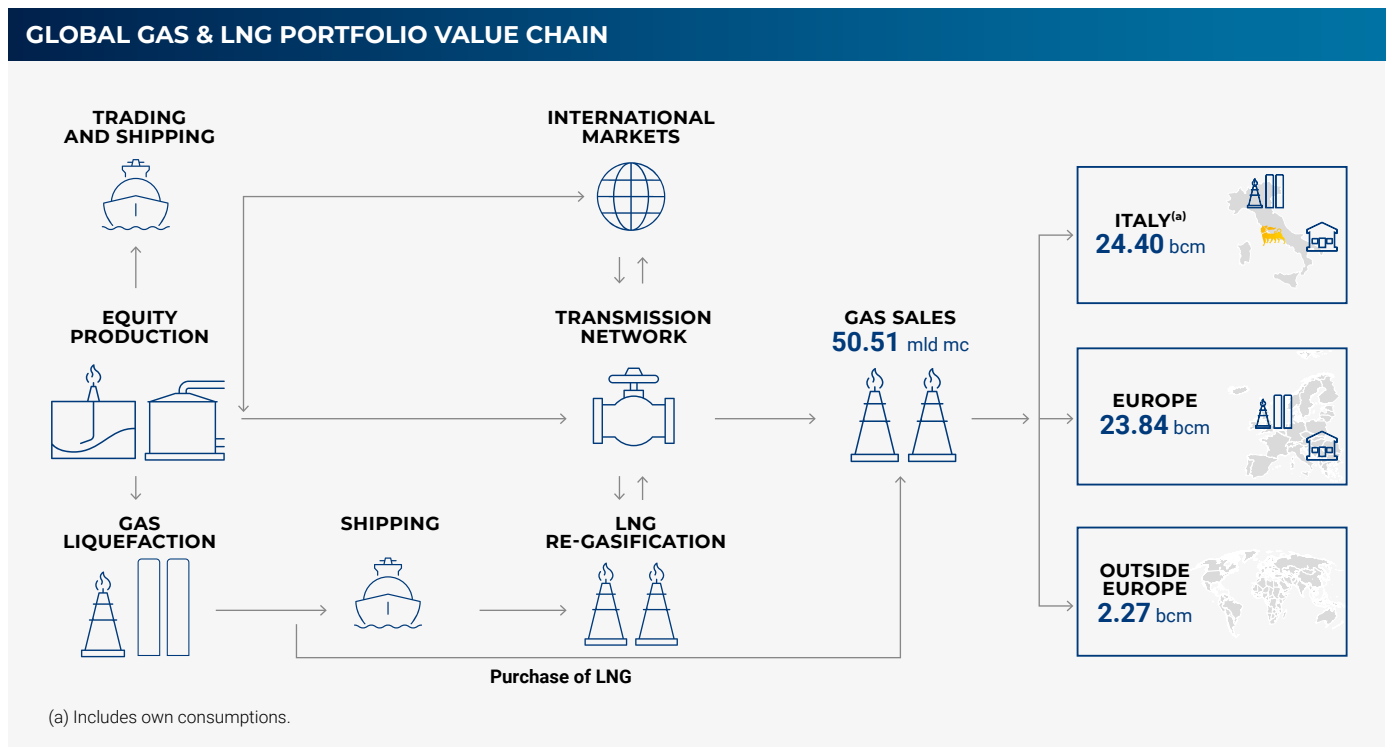 GLOBAL GAS & LNG PORTFOLIO VALUE CHAIN
TRADING
AND SHIPPING
INTERNATIONAL
MARKETS
ITALY(a)
24.40 bcm
EQUITY
PRODUCTION
TRANSMISSION
NETWORK
GAS SALES
50.51 mld mc
EUROPE
23.84 bcm
GAS
LIQUEFACTION
SHIPPING
LNG
RE-GASIFICATION
OUTSIDE
EUROPE
2.27 bcm
Purchase of LNG
(a) Includes own consumptions.